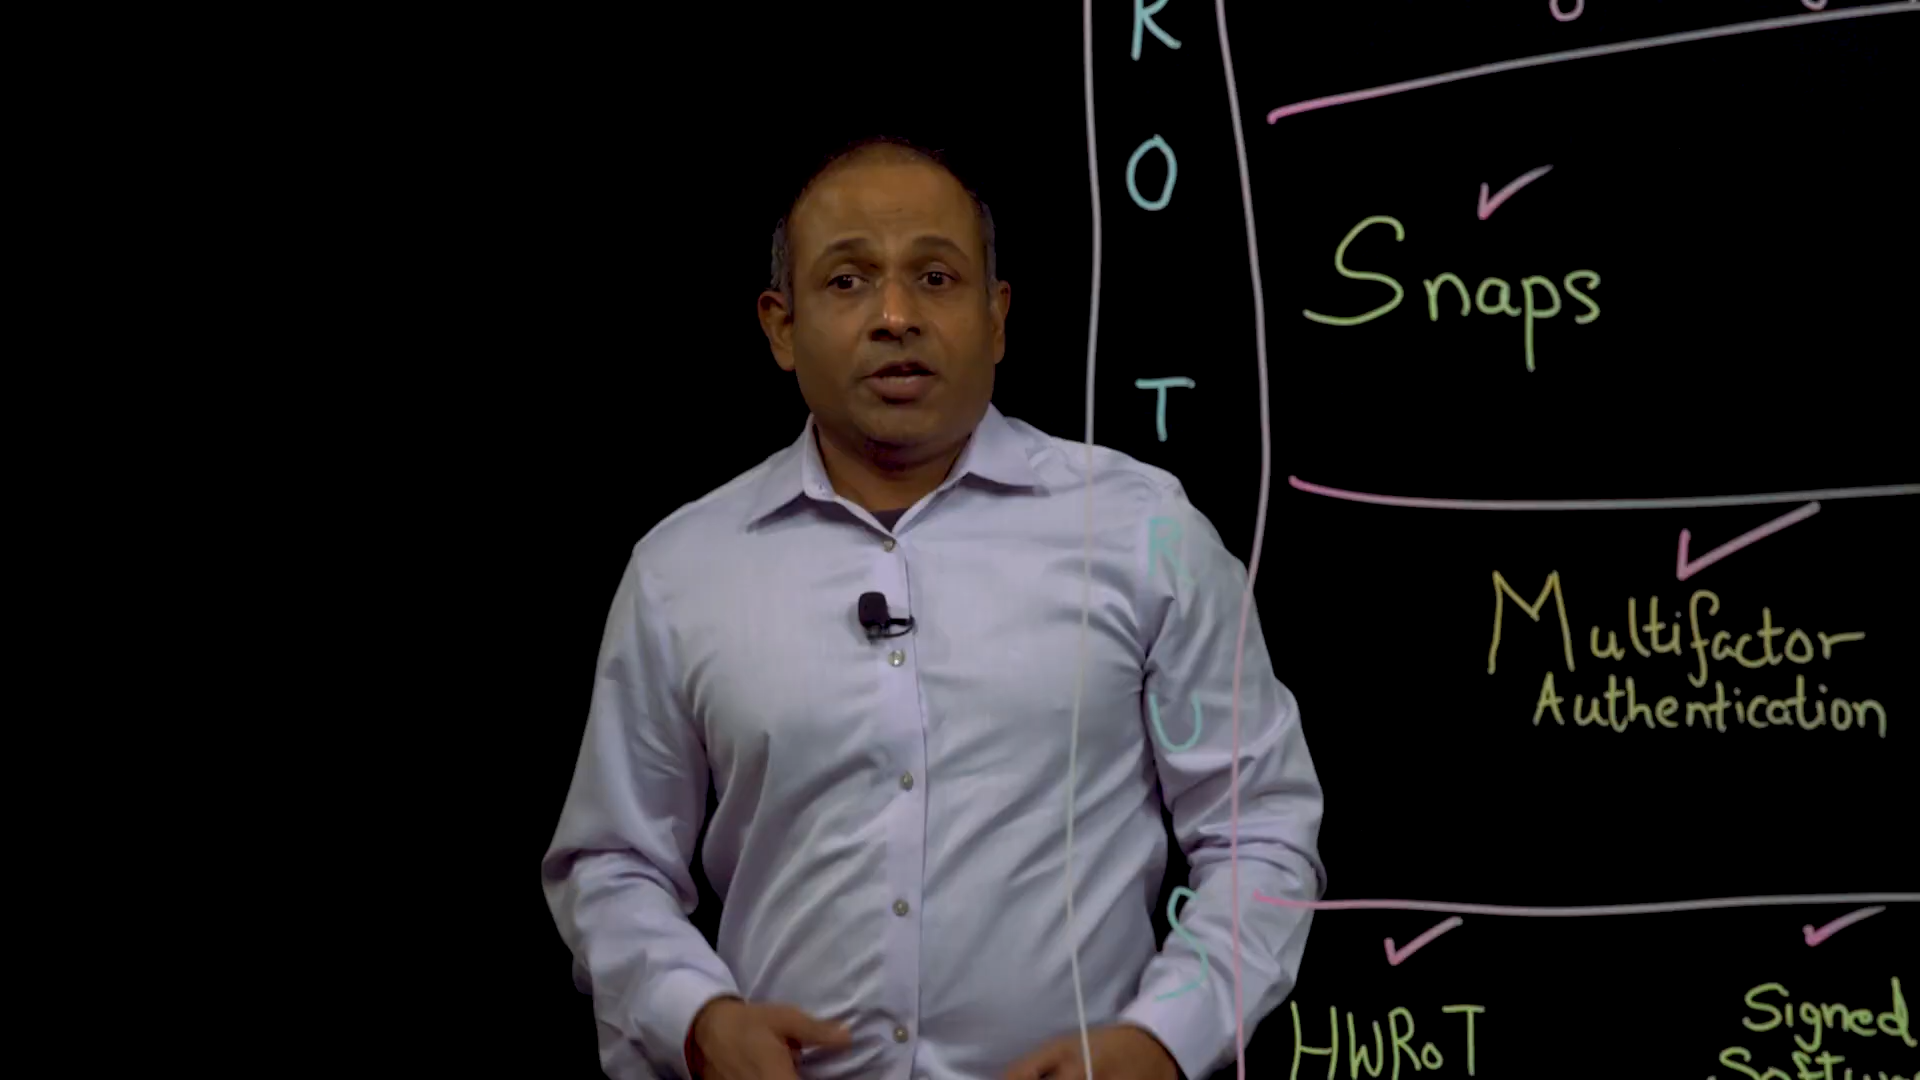 R
O
T
R
U
S
Snaps
Multifactor
Authentication
HWRoT
Signed